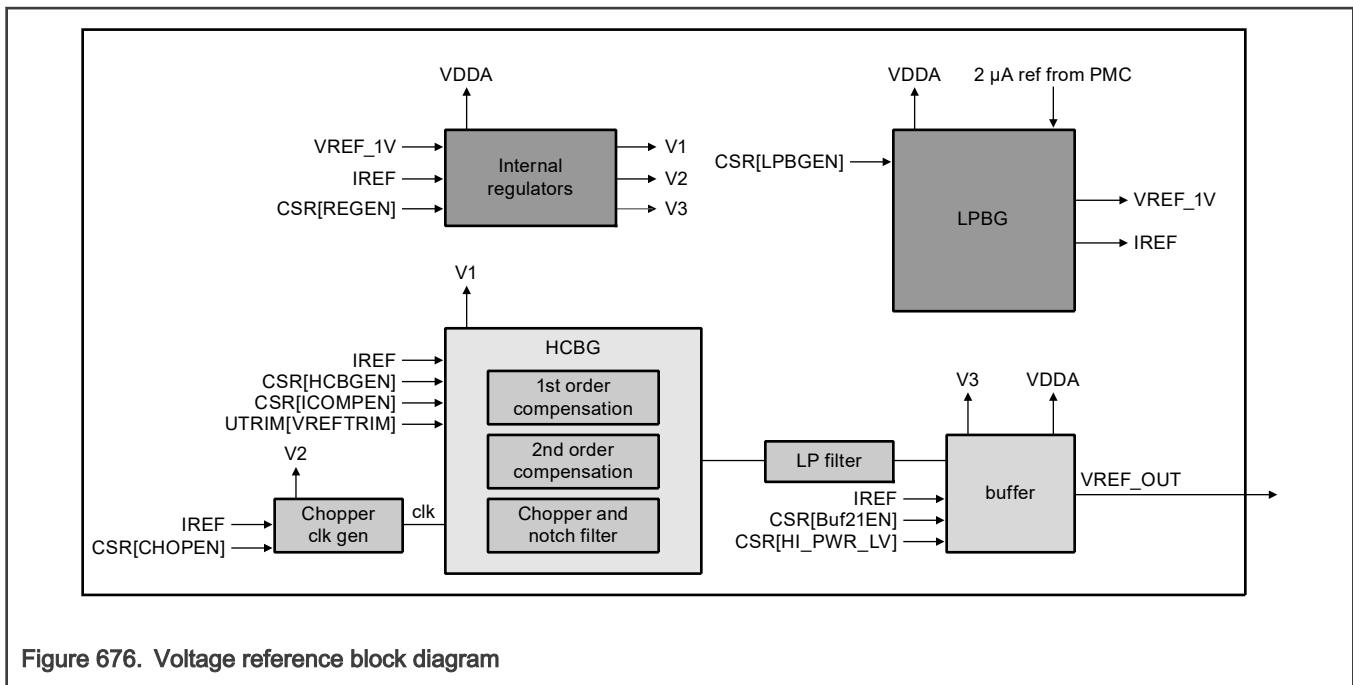 VDDA
VREF_1V
IREF
CSR[REGEN]
Internal
regulators
V1
V2
V3
VDDA
2 µA ref from PMC
CSR[LPBGEN]
LPBG
VREF_1V
IREF
V1
HCBG
IREF
CSR[HCBGEN]
CSR[ICOMPEN]
UTRIM[VREFTRIM]
1st order
compensation
2nd order
compensation
Chopper and
notch filter
V2
IREF
CSR[CHOPEN]
Chopper
clk gen
clk
LP filter
V3
VDDA
IREF
CSR[Buf21EN]
CSR[HI_PWR_LV]
buffer
VREF_OUT
Figure 676. Voltage reference block diagram